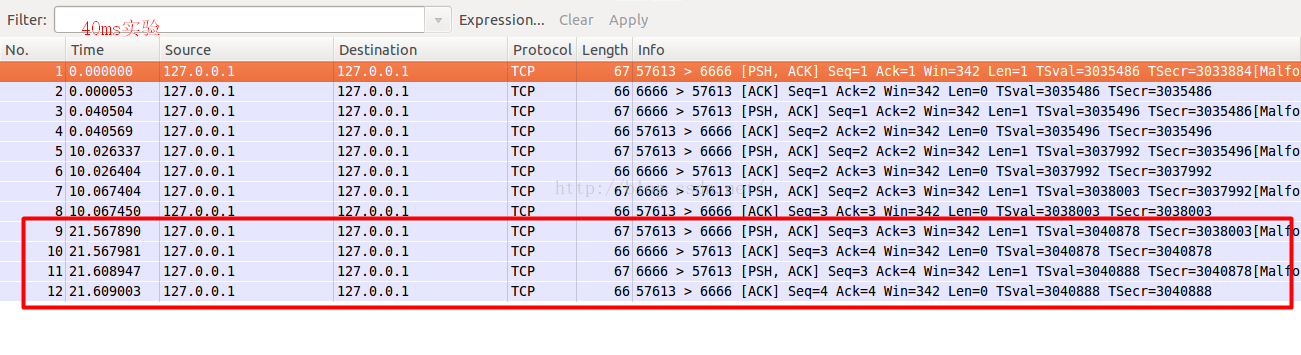 Filter: Expression... Clear Apply
40ms实验
No. Time Source Destination Protocol Length Info
1 0.000000 127.0.0.1 127.0.0.1 TCP 67 57613 > 6666 [PSH, ACK] Seq=1 Ack=1 Win=342 Len=1 TSval=3035486 TSecr=3033884[Malfo
2 0.000053 127.0.0.1 127.0.0.1 TCP 66 6666 > 57613 [ACK] Seq=1 Ack=2 Win=342 Len=0 TSval=3035486 TSecr=3035486
3 0.040504 127.0.0.1 127.0.0.1 TCP 67 6666 > 57613 [PSH, ACK] Seq=1 Ack=2 Win=342 Len=1 TSval=3035496 TSecr=3035486[Malfo
4 0.040569 127.0.0.1 127.0.0.1 TCP 66 57613 > 6666 [ACK] Seq=2 Ack=2 Win=342 Len=0 TSval=3035496 TSecr=3035496
5 10.026337 127.0.0.1 127.0.0.1 TCP 67 57613 > 6666 [PSH, ACK] Seq=2 Ack=2 Win=342 Len=1 TSval=3037992 TSecr=3035496[Malfo
6 10.026404 127.0.0.1 127.0.0.1 TCP 66 6666 > 57613 [ACK] Seq=2 Ack=3 Win=342 Len=0 TSval=3037992 TSecr=3037992
7 10.067404 127.0.0.1 127.0.0.1 TCP 67 6666 > 57613 [PSH, ACK] Seq=2 Ack=3 Win=342 Len=1 TSval=3038003 TSecr=3037992[Malfo
8 10.067450 127.0.0.1 127.0.0.1 TCP 66 57613 > 6666 [ACK] Seq=3 Ack=3 Win=342 Len=0 TSval=3038003 TSecr=3038003
9 21.567890 127.0.0.1 127.0.0.1 TCP 67 57613 > 6666 [PSH, ACK] Seq=3 Ack=3 Win=342 Len=1 TSval=3040878 TSecr=3038003[Malfo
10 21.567981 127.0.0.1 127.0.0.1 TCP 66 6666 > 57613 [ACK] Seq=3 Ack=4 Win=342 Len=0 TSval=3040878 TSecr=3040878
11 21.608947 127.0.0.1 127.0.0.1 TCP 67 6666 > 57613 [PSH, ACK] Seq=3 Ack=4 Win=342 Len=1 TSval=3040888 TSecr=3040878[Malfo
12 21.609003 127.0.0.1 127.0.0.1 TCP 66 57613 > 6666 [ACK] Seq=4 Ack=4 Win=342 Len=0 TSval=3040888 TSecr=3040888